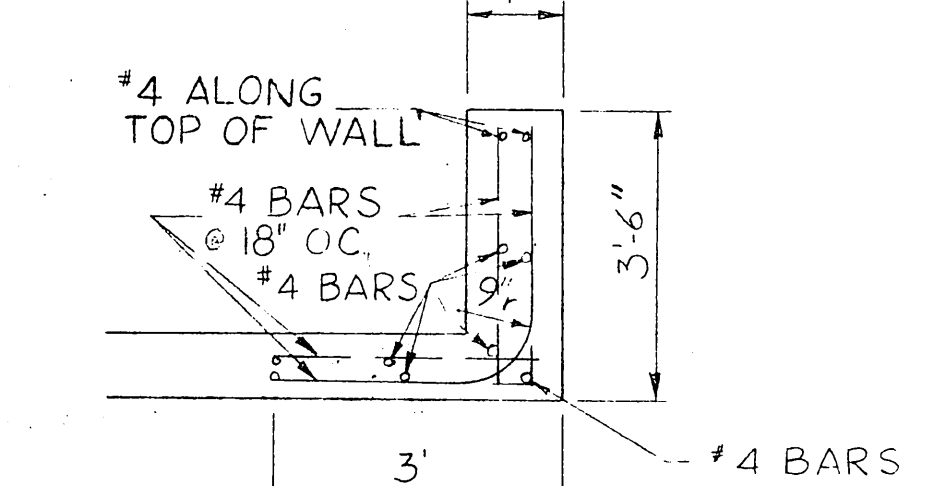 #4 ALONG
TOP OF WALL
#4 BARS
@ 18" OC.
#4 BARS
9"r
3'-6"
3'
#4 BARS